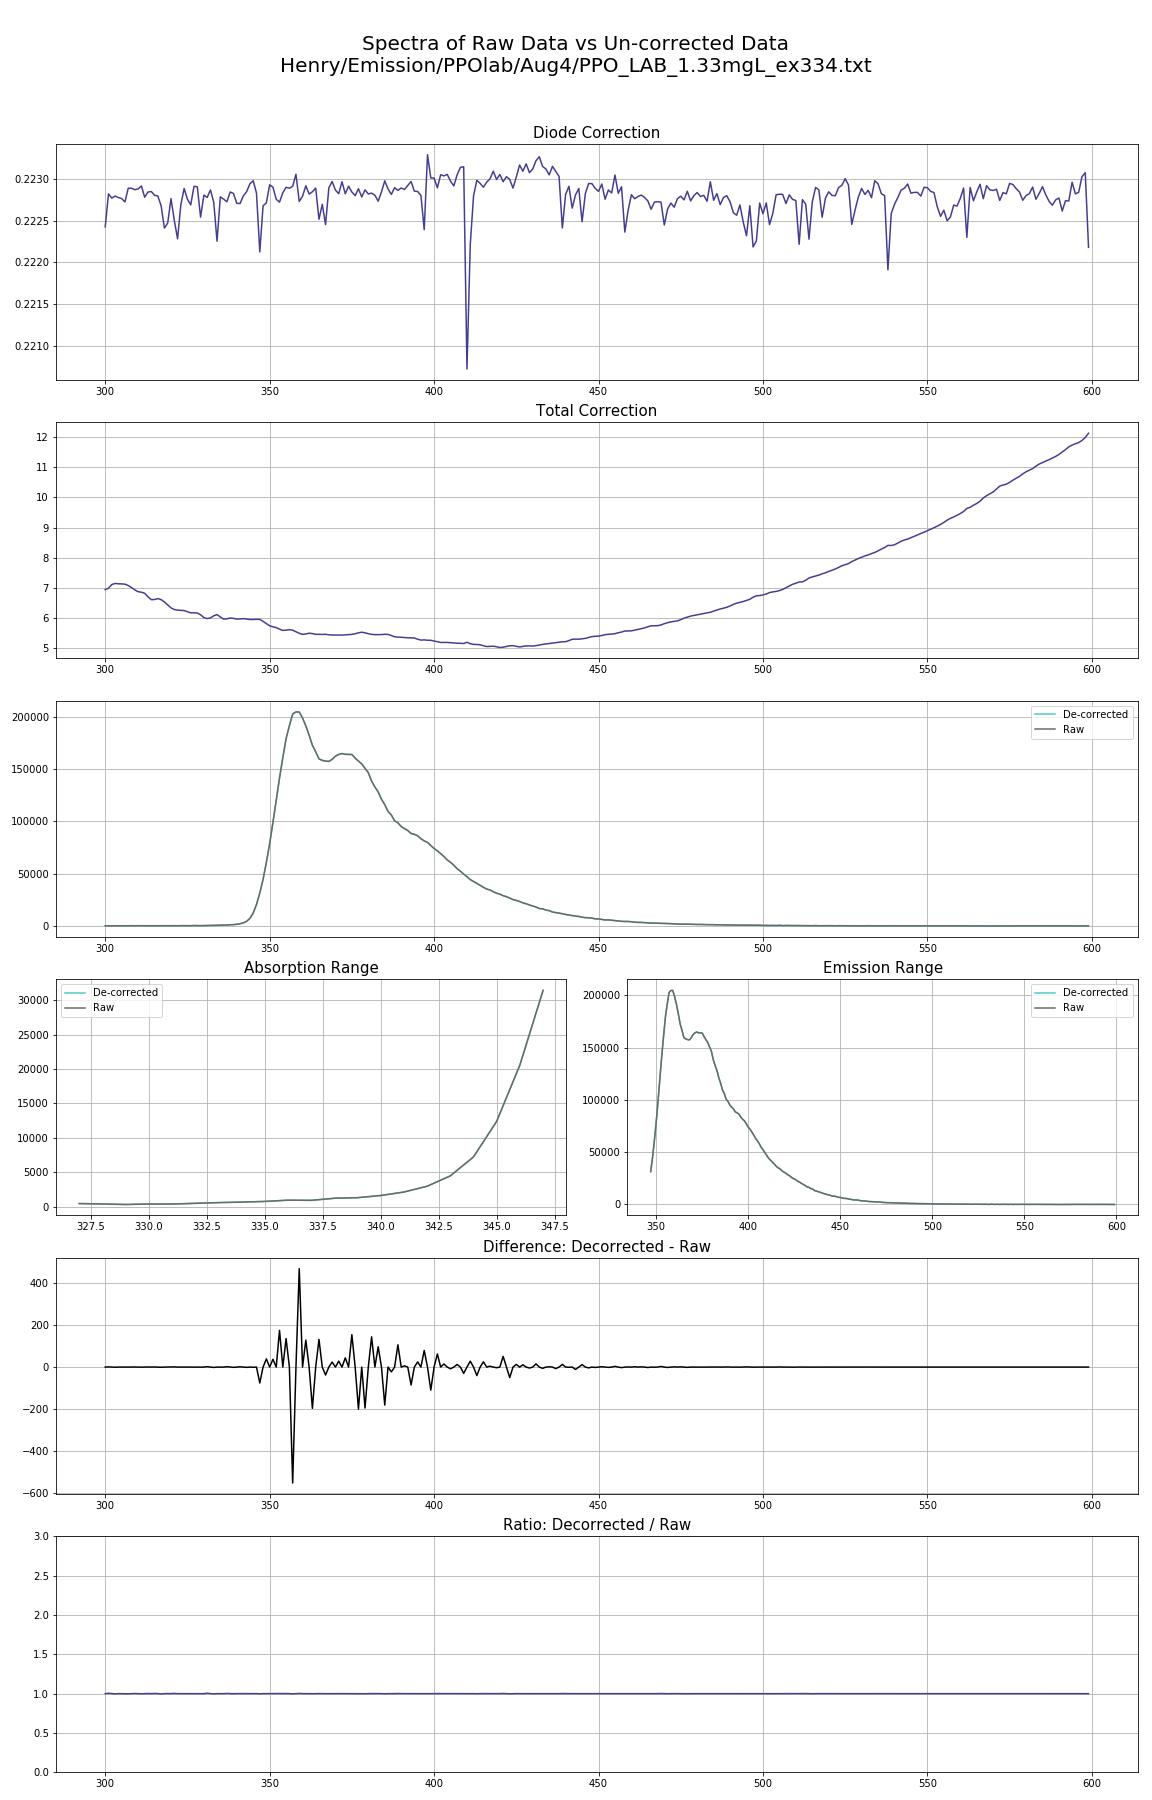 Spectra of Raw Data vs Un-corrected Data
Henry/Emission/PPOlab/Aug4/PPO_LAB_1.33mgL_ex334.txt
Diode Correction
0.2230
0.2225
0.2220
0.2215
0.2210
300 350 400 450 500 550 600
Total Correction
12
11
10
9
8
7
6
5
300 350 400 450 500 550 600
200000
150000
100000
50000
0
De-corrected
Raw
300 350 400 450 500 550 600
Absorption Range
30000
25000
20000
15000
10000
5000
0
De-corrected
Raw
327.5 330.0 332.5 335.0 337.5 340.0 342.5 345.0 347.5
Emission Range
200000
150000
100000
50000
0
De-corrected
Raw
350 400 450 500 550 600
Difference: Decorrected - Raw
400
200
0
−200
−400
−600
300 350 400 450 500 550 600
Ratio: Decorrected / Raw
3.0
2.5
2.0
1.5
1.0
0.5
0.0
300 350 400 450 500 550 600